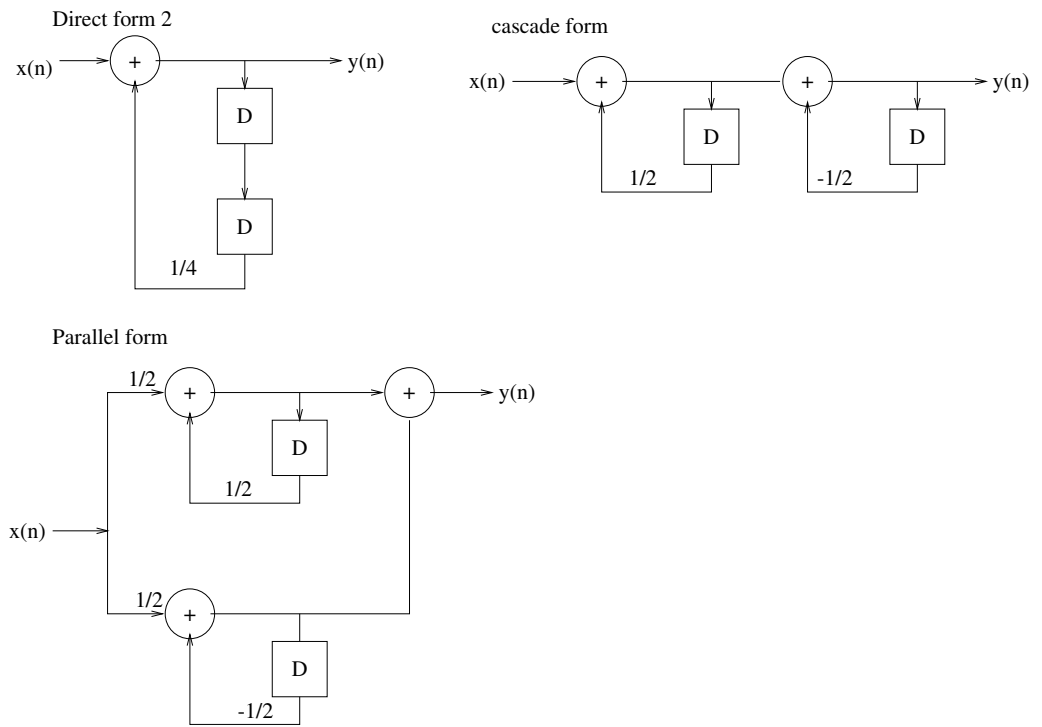 Direct form 2
x(n)
+
y(n)
D
D
1/4
cascade form
x(n)
+
+
y(n)
D
D
1/2
-1/2
Parallel form
1/2
+
+
y(n)
D
1/2
x(n)
1/2
+
D
-1/2